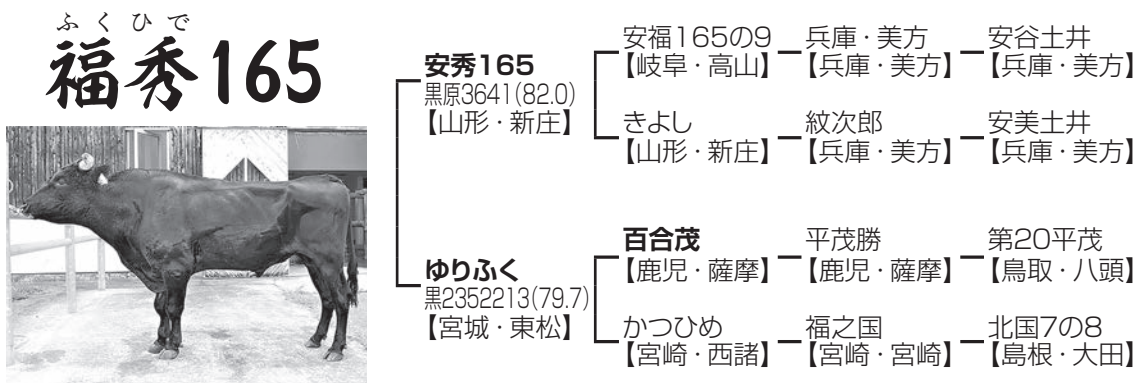 ふくひで
福秀165
安秀165
黒原3641(82.0)
【山形・新庄】
安福165の9
【岐阜・高山】
兵庫・美方
【兵庫・美方】
安谷土井
【兵庫・美方】
きよし
【山形・新庄】
紋次郎
【兵庫・美方】
安美土井
【兵庫・美方】
ゆりふく
黒2352213(79.7)
【宮城・東松】
百合茂
【鹿児・薩摩】
平茂勝
【鹿児・薩摩】
第20平茂
【鳥取・八頭】
かつひめ
【宮崎・西諸】
福之国
【宮崎・宮崎】
北国7の8
【島根・大田】